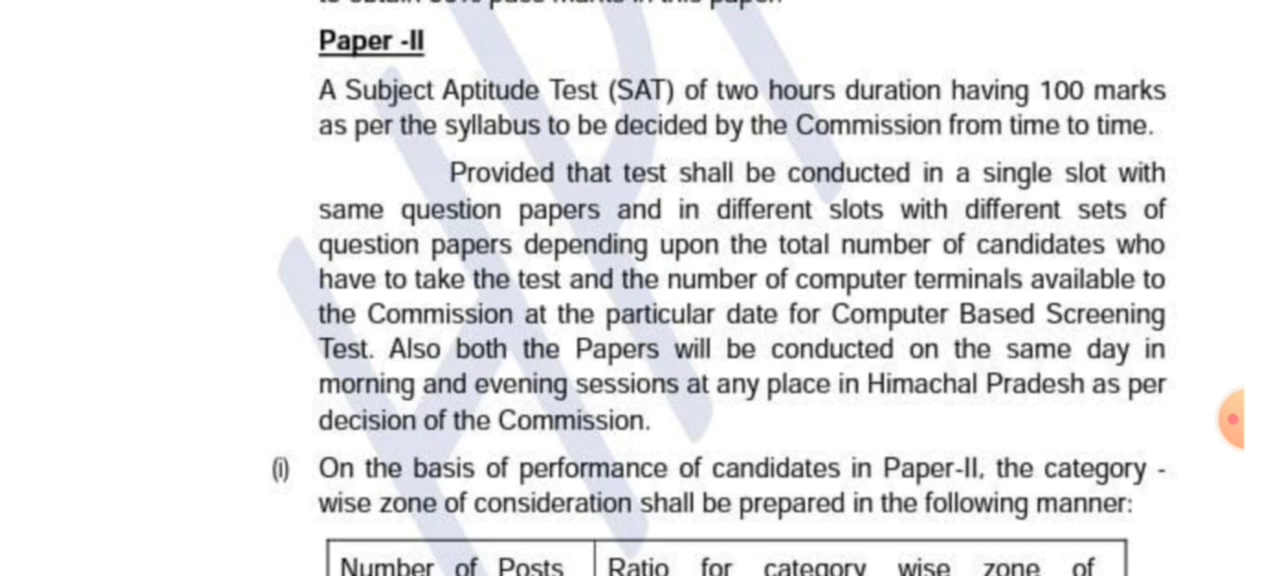 Paper -II
A Subject Aptitude Test (SAT) of two hours duration having 100 marks
as per the syllabus to be decided by the Commission from time to time.
Provided that test shall be conducted in a single slot with
same question papers and in different slots with different sets of
question papers depending upon the total number of candidates who
have to take the test and the number of computer terminals available to
the Commission at the particular date for Computer Based Screening
Test. Also both the Papers will be conducted on the same day in
morning and evening sessions at any place in Himachal Pradesh as per
decision of the Commission.
(i) On the basis of performance of candidates in Paper-II, the category -
wise zone of consideration shall be prepared in the following manner:
Number of Posts Ratio for category wise zone of